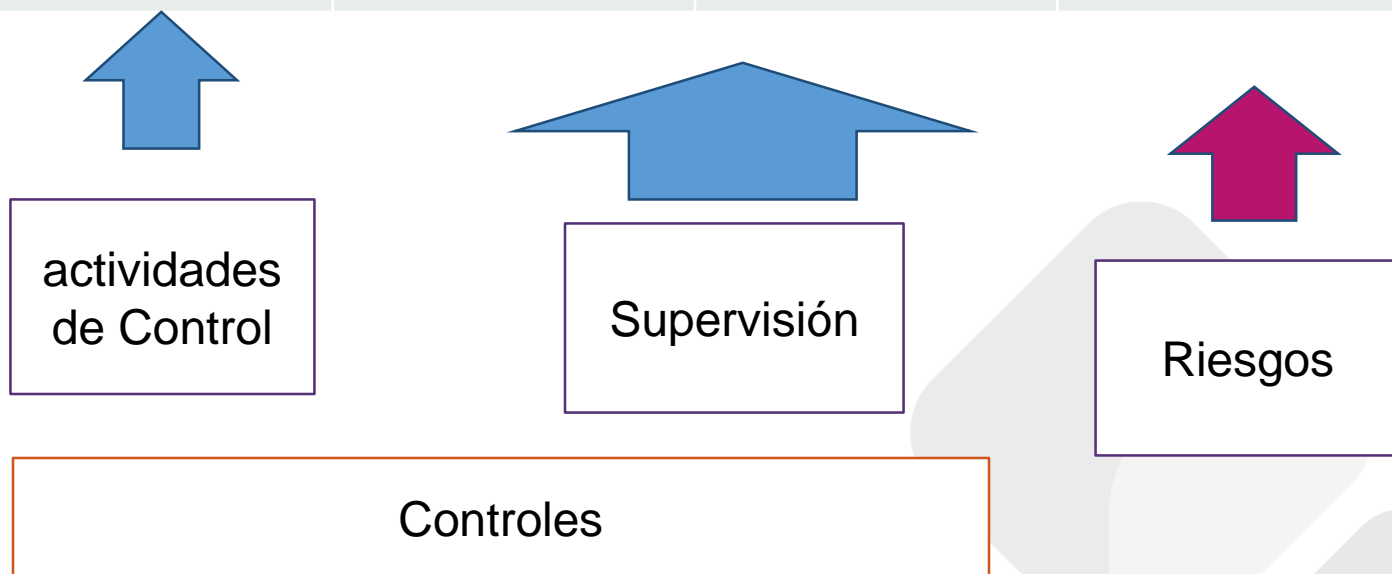 actividades
de Control
Supervisión
Riesgos
Controles